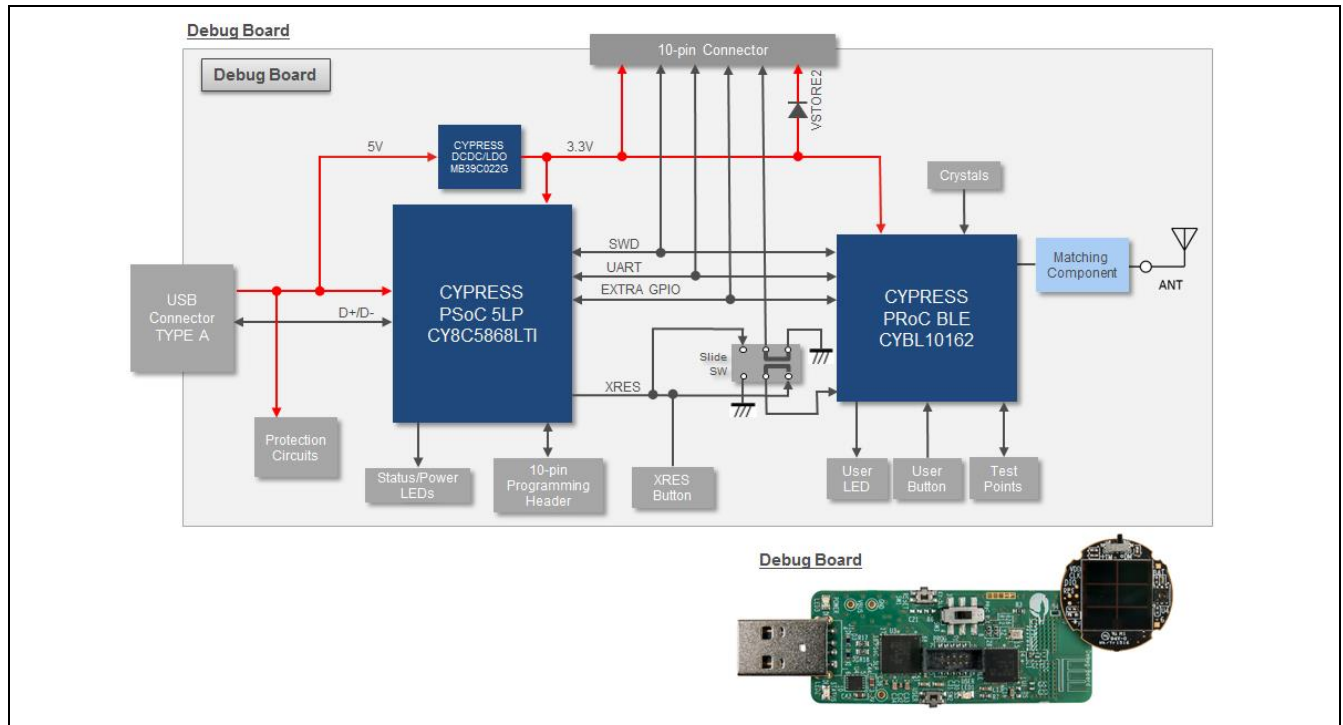 Debug Board
Debug Board
10-pin Connector
VSTORE2
5V
CYPRESS
DCDC/LDO
MB39C022G
3.3V
Crystals
USB
Connector
TYPE A
D+/D-
CYPRESS
PSoC 5LP
CY8C5868LTI
SWD
UART
EXTRA GPIO
CYPRESS
PRoC BLE
CYBL10162
Matching
Component
ANT
Slide
SW
XRES
Protection
Circuits
Status/Power
LEDs
10-pin
Programming
Header
XRES
Button
User
LED
User
Button
Test
Points
Debug Board